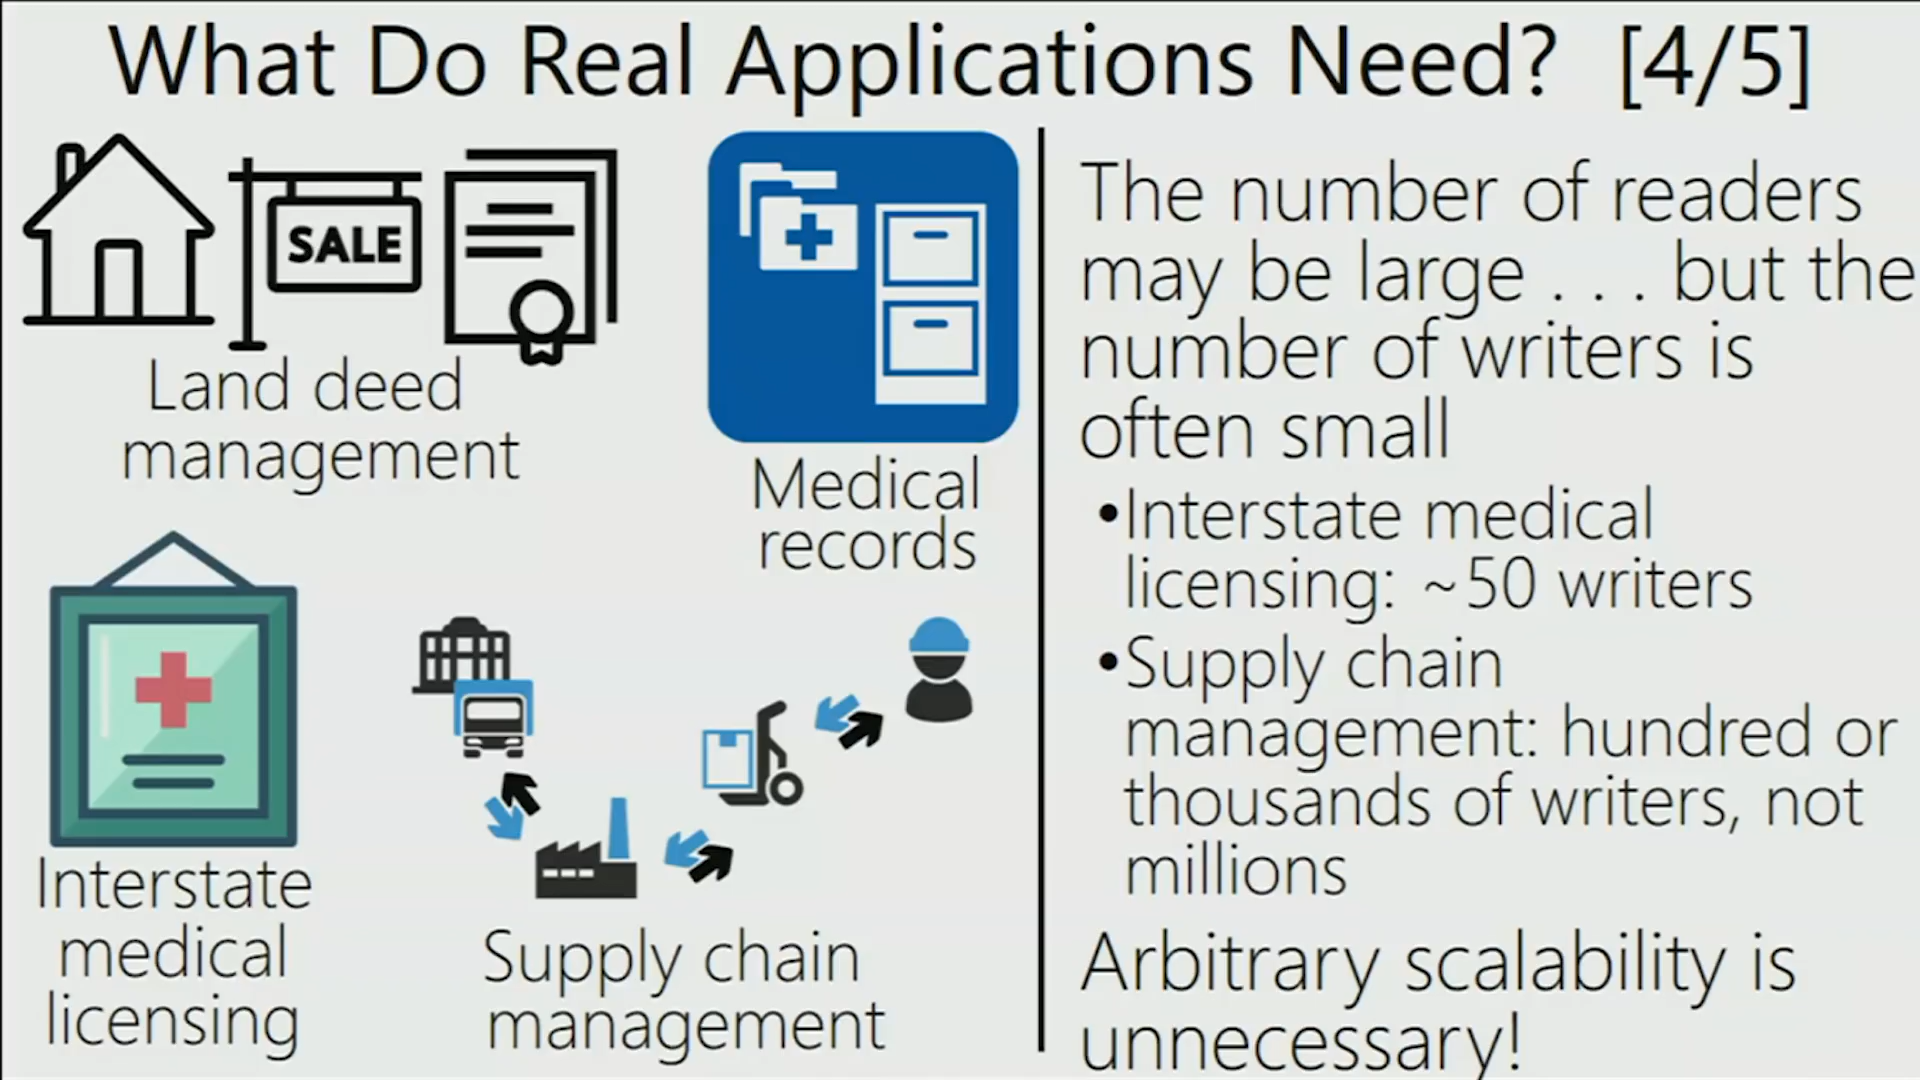 What Do Real Applications Need? [4/5]
SALE
Land deed
management
Medical
records
Interstate
medical
licensing
Supply chain
management
The number of readers
may be large . . . but the
number of writers is
often small
•Interstate medical
licensing: ~50 writers
•Supply chain
management: hundred or
thousands of writers, not
millions
Arbitrary scalability is
unnecessary!